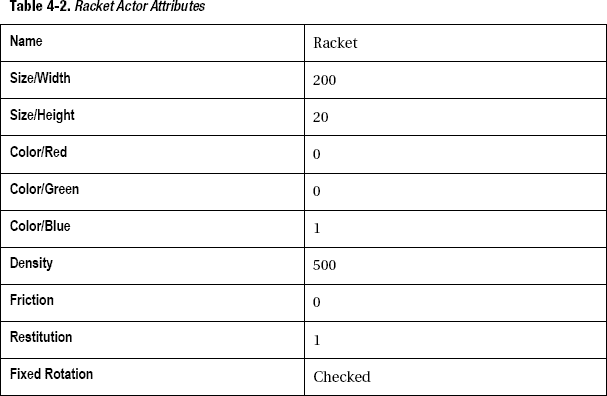 Table 4-2. Racket Actor Attributes
Name Racket
Size/Width 200
Size/Height 20
Color/Red 0
Color/Green 0
Color/Blue 1
Density 500
Friction 0
Restitution 1
Fixed Rotation Checked